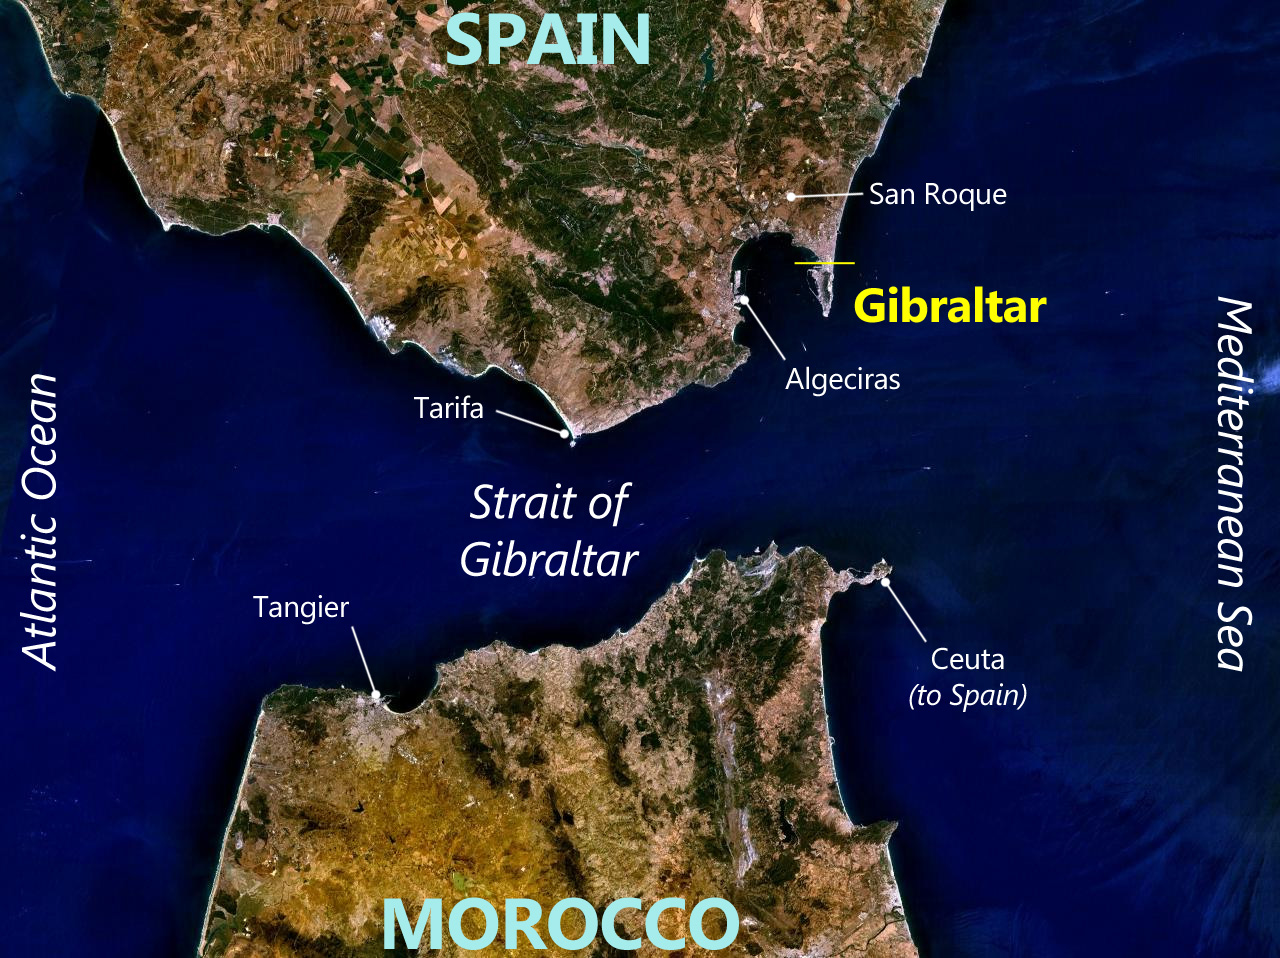 SPAIN
San Roque
Gibraltar
Algeciras
Tarifa
Strait of
Gibraltar
Atlantic Ocean
Mediterranean Sea
Tangier
Ceuta
(to Spain)
MOROCCO